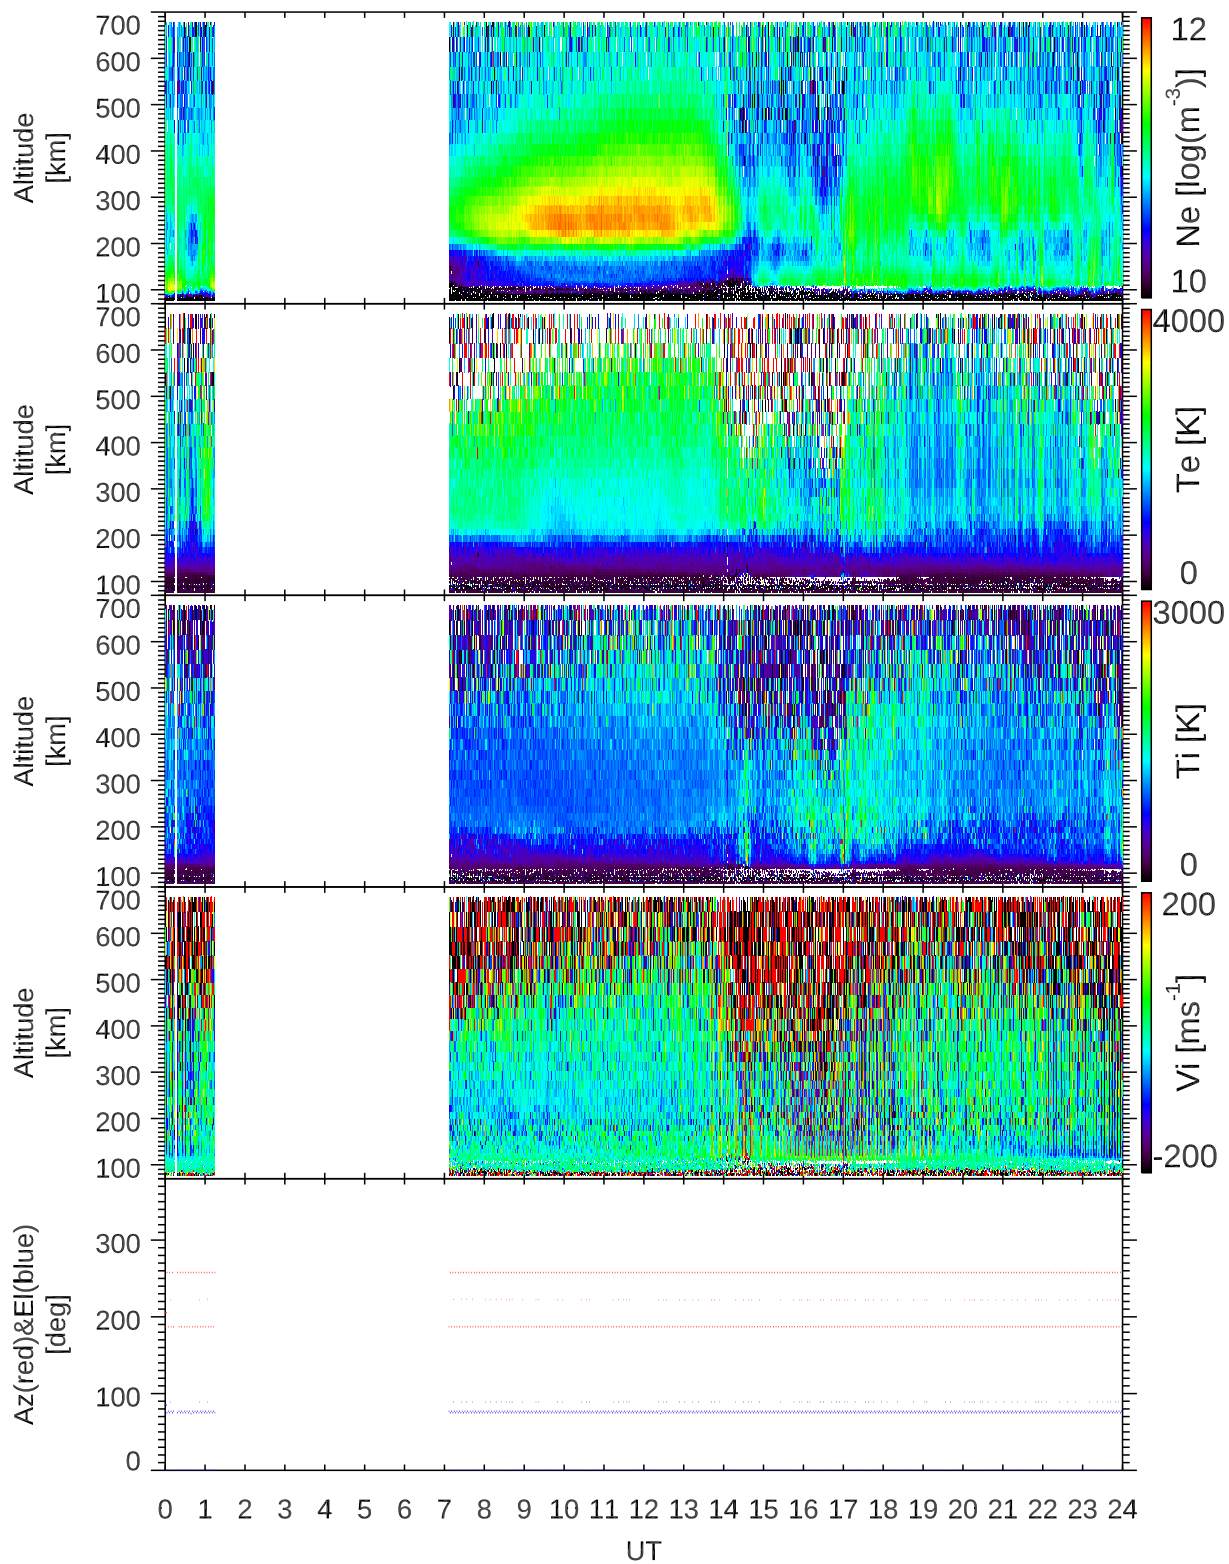 700
600
500
400
300
200
100
Altitude
[km]
12
Ne [log(m⁻³)]
10
700
600
500
400
300
200
100
Altitude
[km]
4000
Te [K]
0
700
600
500
400
300
200
100
Altitude
[km]
3000
Ti [K]
0
700
600
500
400
300
200
100
Altitude
[km]
200
Vi [ms⁻¹]
-200
300
200
100
0
Az(red)&El(blue)
[deg]
0 1 2 3 4 5 6 7 8 9 10 11 12 13 14 15 16 17 18 19 20 21 22 23 24
UT